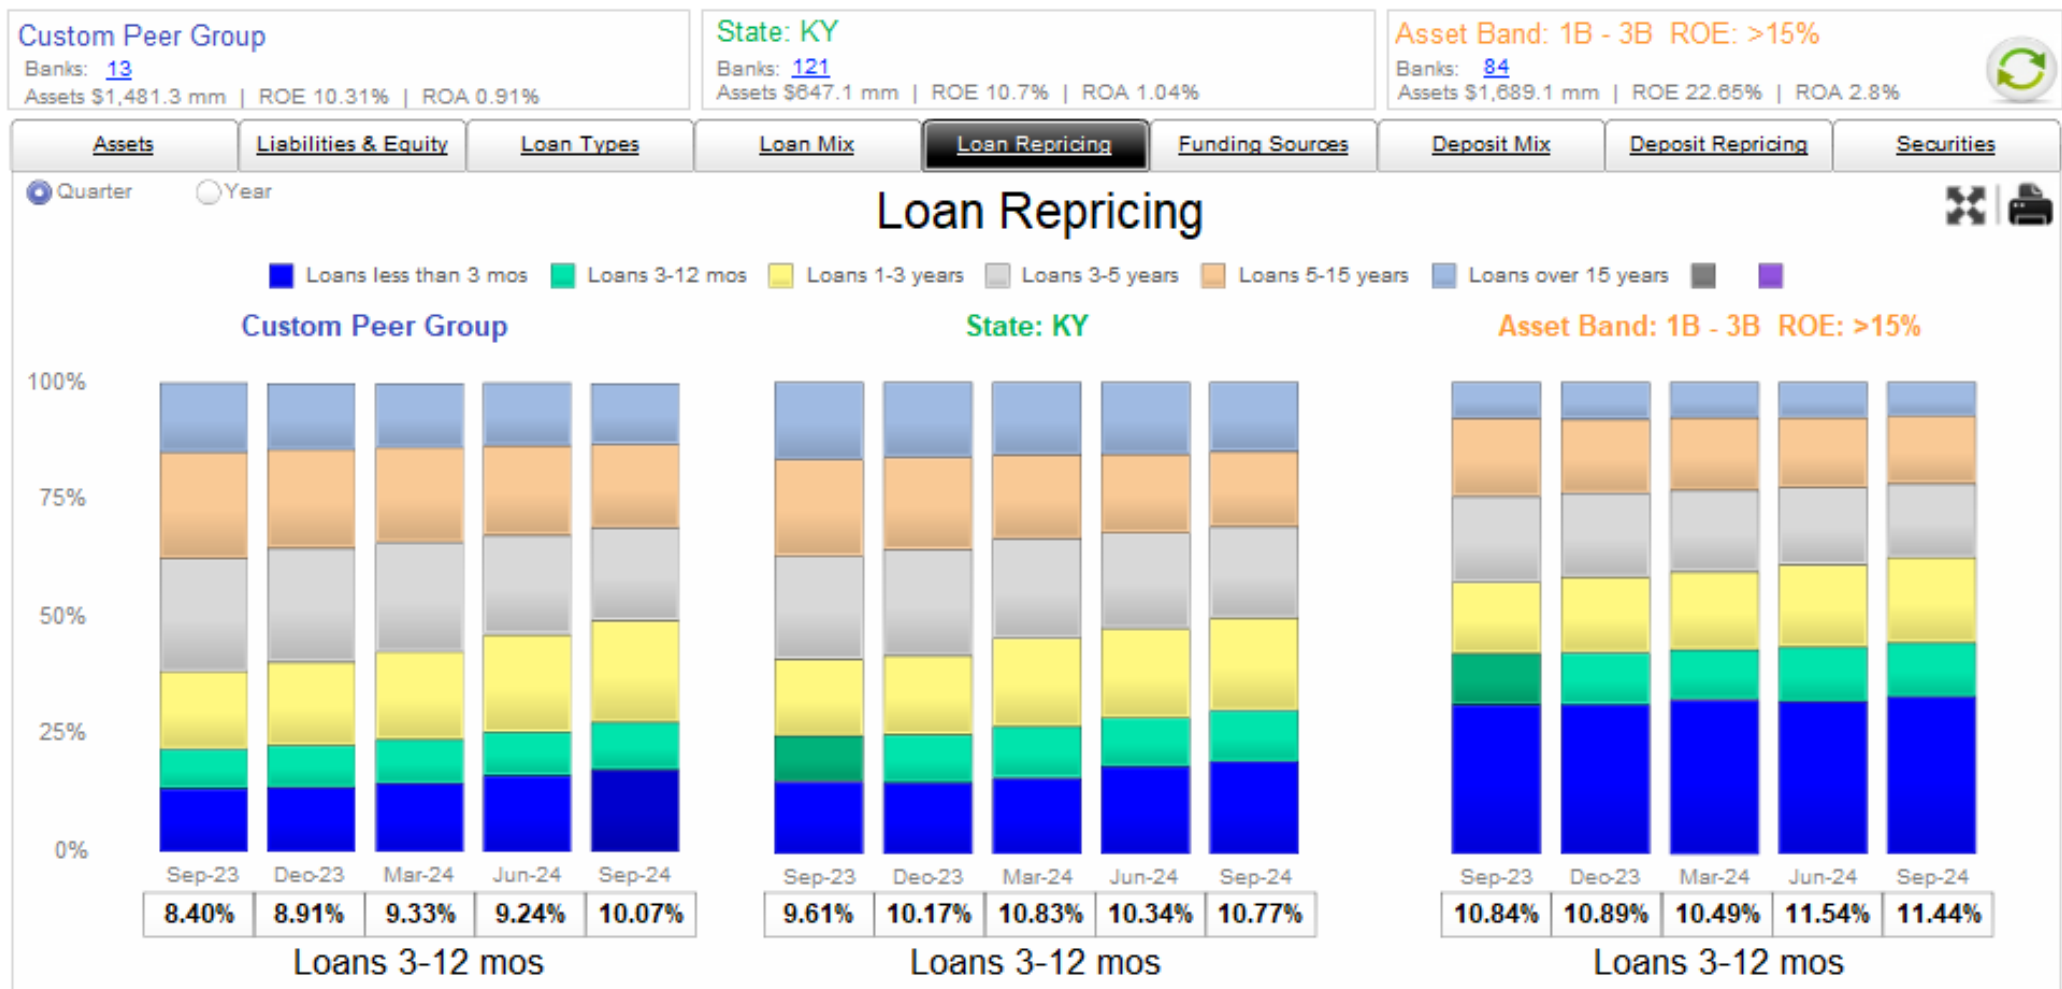 Custom Peer Group
Banks: 13
Assets $1,481.3 mm | ROE 10.31% | ROA 0.91%
State: KY
Banks: 121
Assets $647.1 mm | ROE 10.7% | ROA 1.04%
Asset Band: 1B - 3B ROE: >15%
Banks: 84
Assets $1,689.1 mm | ROE 22.65% | ROA 2.8%
Assets Liabilities & Equity Loan Types Loan Mix Loan Repricing Funding Sources Deposit Mix Deposit Repricing Securities
Quarter Year
Loan Repricing
Loans less than 3 mos Loans 3-12 mos Loans 1-3 years Loans 3-5 years Loans 5-15 years Loans over 15 years
Custom Peer Group State: KY Asset Band: 1B - 3B ROE: >15%
100%
75%
50%
25%
0%
Sep-23 Dec-23 Mar-24 Jun-24 Sep-24 Sep-23 Dec-23 Mar-24 Jun-24 Sep-24 Sep-23 Dec-23 Mar-24 Jun-24 Sep-24
8.40% 8.91% 9.33% 9.24% 10.07% 9.61% 10.17% 10.83% 10.34% 10.77% 10.84% 10.89% 10.49% 11.54% 11.44%
Loans 3-12 mos Loans 3-12 mos Loans 3-12 mos